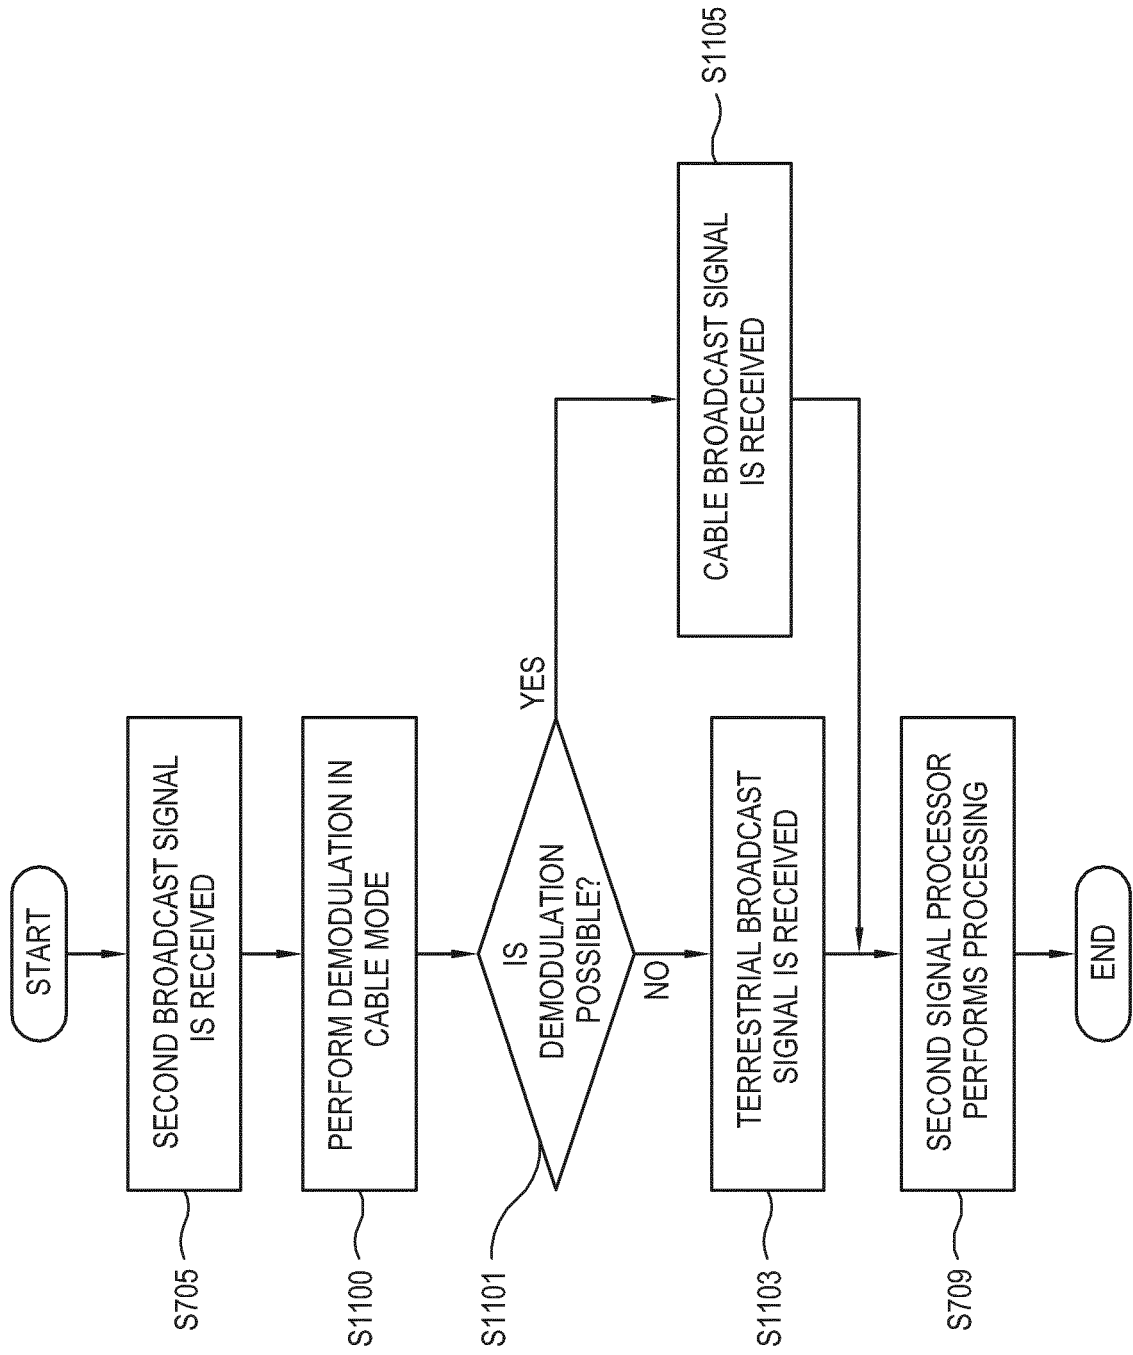 START
SECOND BROADCAST SIGNAL
IS RECEIVED
S705
PERFORM DEMODULATION IN
CABLE MODE
S1100
IS
DEMODULATION
POSSIBLE?
S1101
YES
NO
CABLE BROADCAST SIGNAL
IS RECEIVED
S1105
TERRESTRIAL BROADCAST
SIGNAL IS RECEIVED
S1103
SECOND SIGNAL PROCESSOR
PERFORMS PROCESSING
S709
END